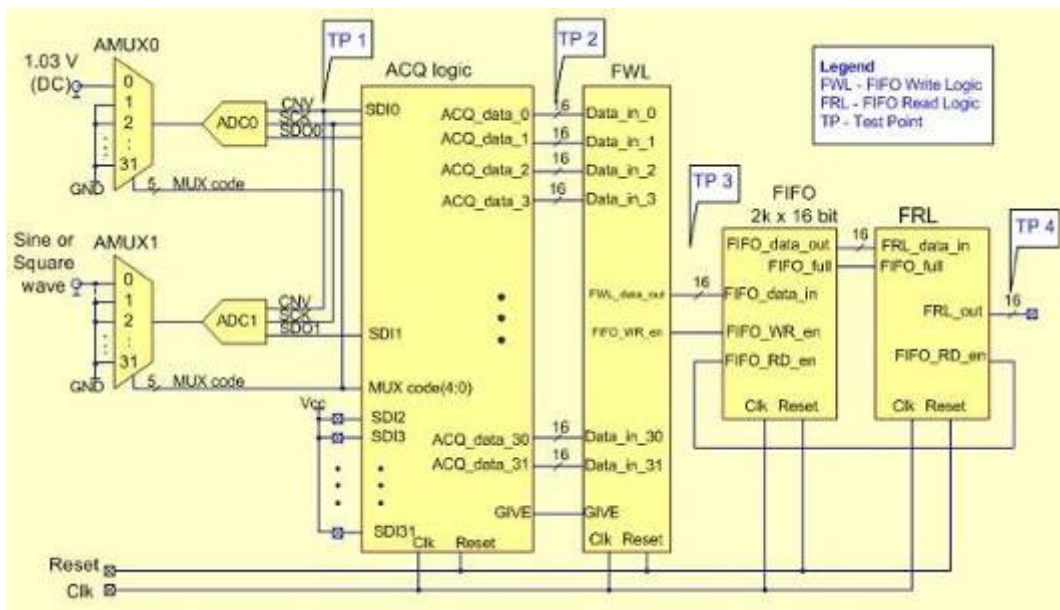 AMUX0
1.03 V
(DC)
0
1
2
31
GND
5
MUX code
ADC0
CNV
SCK
SDO0
TP 1
Sine or
Square
wave
AMUX1
0
1
2
31
GND
5
MUX code
ADC1
CNV
SCK
SDO1
ACQ logic
SDI0
SDI1
MUX code(4:0)
Vcc
SDI2
SDI3
SDI31
Clk Reset
ACQ_data_0
ACQ_data_1
ACQ_data_2
ACQ_data_3
ACQ_data_30
ACQ_data_31
GIVE
TP 2
16
16
16
16
16
16
FWL
Data_in_0
Data_in_1
Data_in_2
Data_in_3
FWL_data_out
FIFO_WR_en
Data_in_30
Data_in_31
GIVE
Clk Reset
Legend
FWL - FIFO Write Logic
FRL - FIFO Read Logic
TP - Test Point
TP 3
16
FIFO
2k x 16 bit
FIFO_data_out
FIFO_full
FIFO_data_in
FIFO_WR_en
FIFO_RD_en
Clk Reset
16
FRL
FRL_data_in
FIFO_full
FRL_out
FIFO_RD_en
Clk Reset
TP 4
16
Reset
Clk